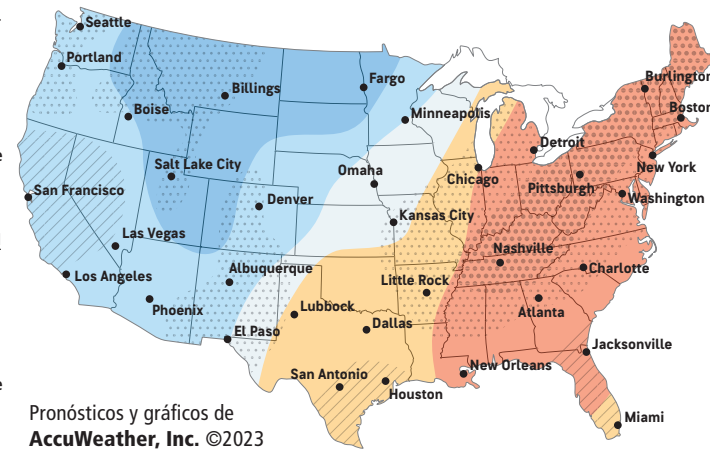 Seattle
Portland
Billings
Fargo
Boise
Minneapolis
Burlington
Boston
Salt Lake City
Omaha
Detroit
Chicago
New York
Pittsburgh
San Francisco
Denver
Washington
Kansas City
Las Vegas
Nashville
Los Angeles
Albuquerque
Little Rock
Charlotte
Phoenix
Lubbock
Atlanta
El Paso
Dallas
Jacksonville
San Antonio
New Orleans
Houston
Miami
Pronósticos y gráficos de
AccuWeather, Inc. ©2023